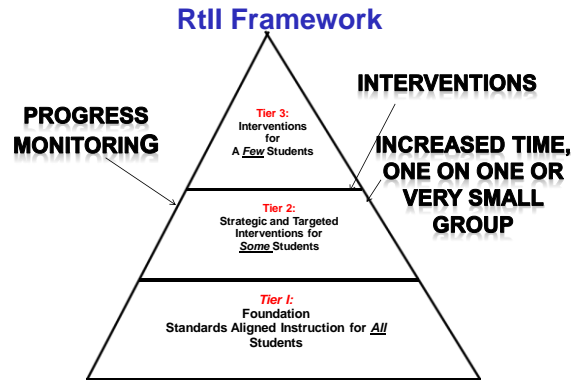 RtII Framework
INTERVENTIONS
PROGRESS
MONITORING
INCREASED TIME,
ONE ON ONE OR
VERY SMALL
GROUP
Tier 3:
Interventions
for
A Few Students
Tier 2:
Strategic and Targeted
Interventions for
Some Students
Tier I:
Foundation
Standards Aligned Instruction for All
Students